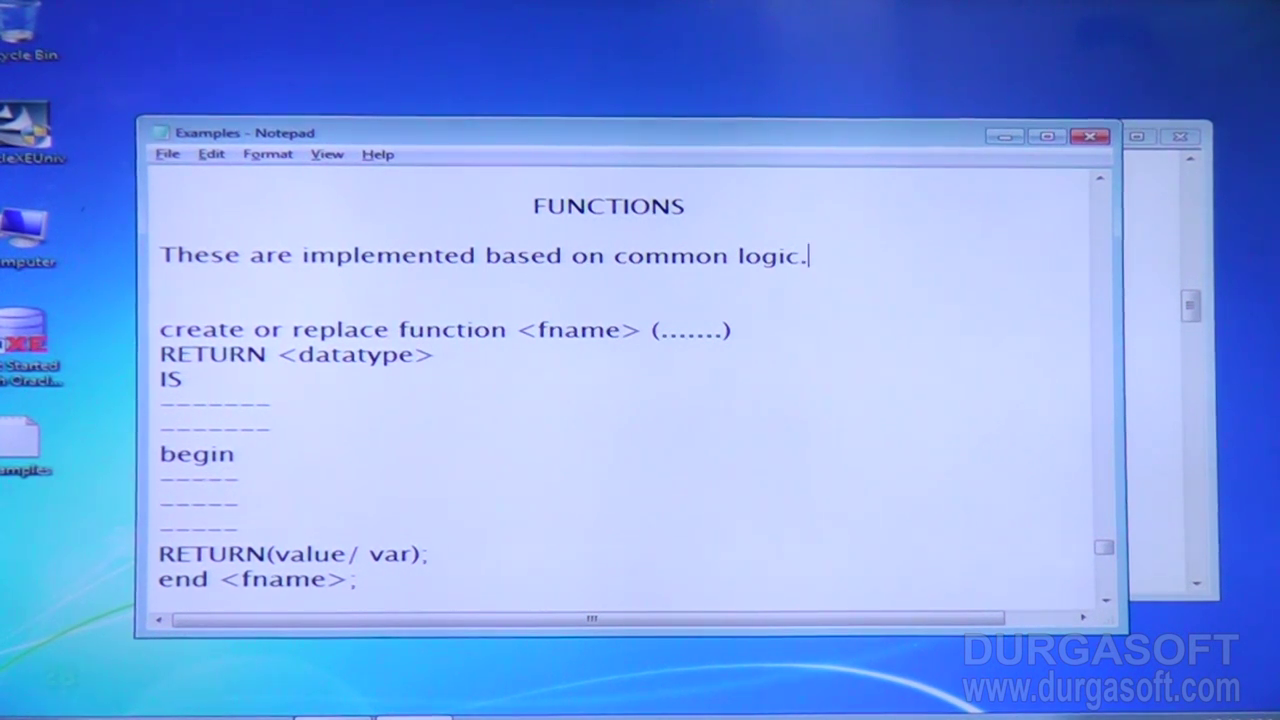 Examples - Notepad
File Edit Format View Help
FUNCTIONS
These are implemented based on common logic.
create or replace function <fname> (.......)
RETURN <datatype>
IS
-------
-------
begin
-----
-----
-----
RETURN(value/ var);
end <fname>;
ycle Bin
leXEUniv
mputer
XE
Started
h Oracl...
amples
DURGASOFT
www.durgasoft.com